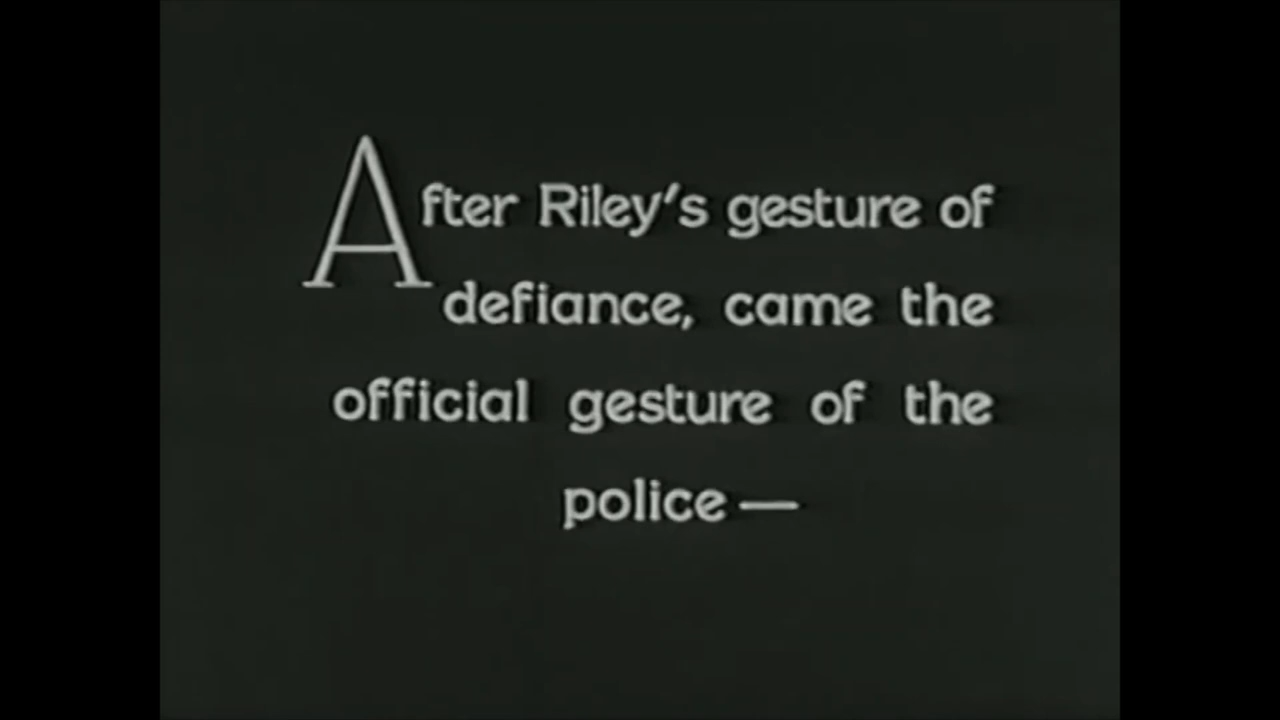 After Riley's gesture of
defiance, came the
official gesture of the
police —